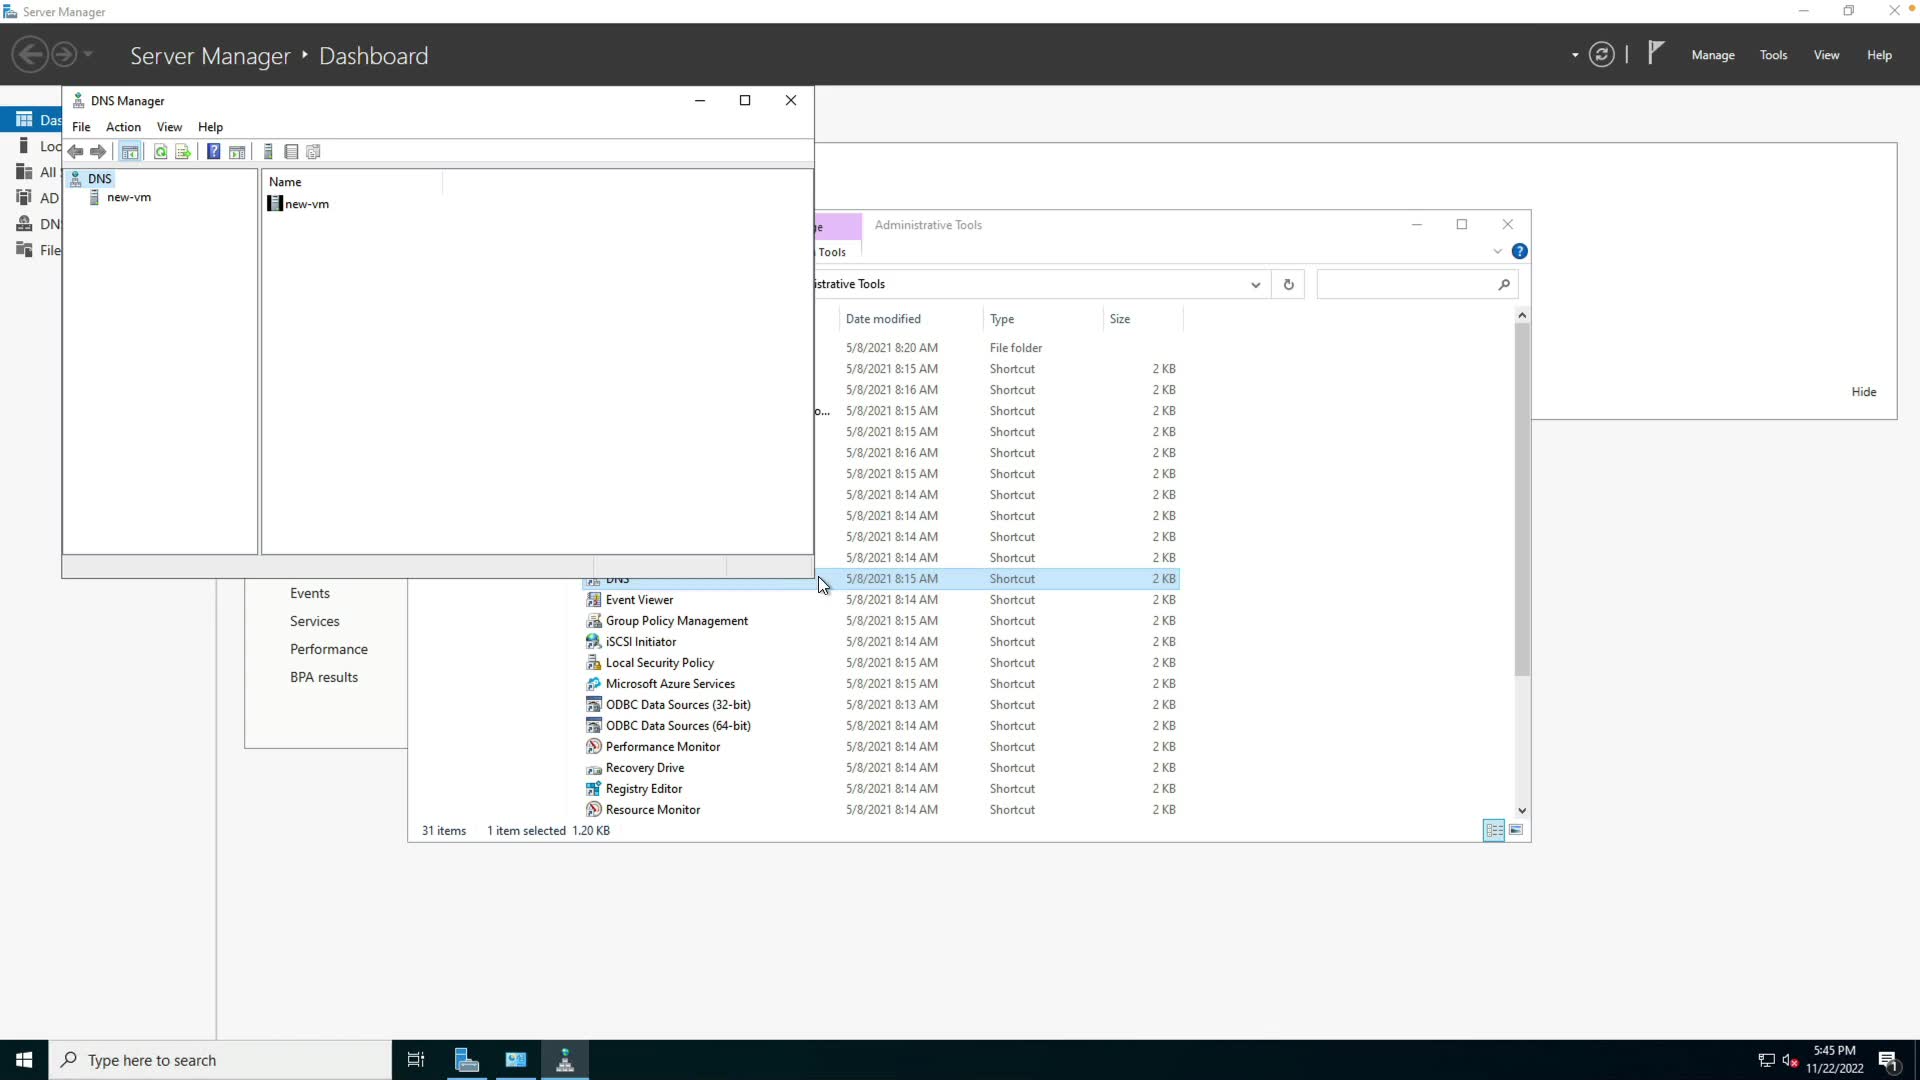 Server Manager
Server Manager ‣ Dashboard
Manage Tools View Help
DNS Manager
File Action View Help
DNS
new-vm
Name
new-vm
Das
Loc
All
AD
DN
File
Administrative Tools
Tools
istrative Tools
Date modified Type Size
5/8/2021 8:20 AM File folder
5/8/2021 8:15 AM Shortcut 2 KB
5/8/2021 8:16 AM Shortcut 2 KB
o... 5/8/2021 8:15 AM Shortcut 2 KB
5/8/2021 8:15 AM Shortcut 2 KB
5/8/2021 8:16 AM Shortcut 2 KB
5/8/2021 8:15 AM Shortcut 2 KB
5/8/2021 8:14 AM Shortcut 2 KB
5/8/2021 8:14 AM Shortcut 2 KB
5/8/2021 8:14 AM Shortcut 2 KB
5/8/2021 8:14 AM Shortcut 2 KB
DNS 5/8/2021 8:15 AM Shortcut 2 KB
Event Viewer 5/8/2021 8:14 AM Shortcut 2 KB
Group Policy Management 5/8/2021 8:15 AM Shortcut 2 KB
iSCSI Initiator 5/8/2021 8:14 AM Shortcut 2 KB
Local Security Policy 5/8/2021 8:15 AM Shortcut 2 KB
Microsoft Azure Services 5/8/2021 8:15 AM Shortcut 2 KB
ODBC Data Sources (32-bit) 5/8/2021 8:13 AM Shortcut 2 KB
ODBC Data Sources (64-bit) 5/8/2021 8:14 AM Shortcut 2 KB
Performance Monitor 5/8/2021 8:14 AM Shortcut 2 KB
Recovery Drive 5/8/2021 8:14 AM Shortcut 2 KB
Registry Editor 5/8/2021 8:14 AM Shortcut 2 KB
Resource Monitor 5/8/2021 8:14 AM Shortcut 2 KB
31 items 1 item selected 1.20 KB
Hide
Events
Services
Performance
BPA results
Type here to search
5:45 PM
11/22/2022
1